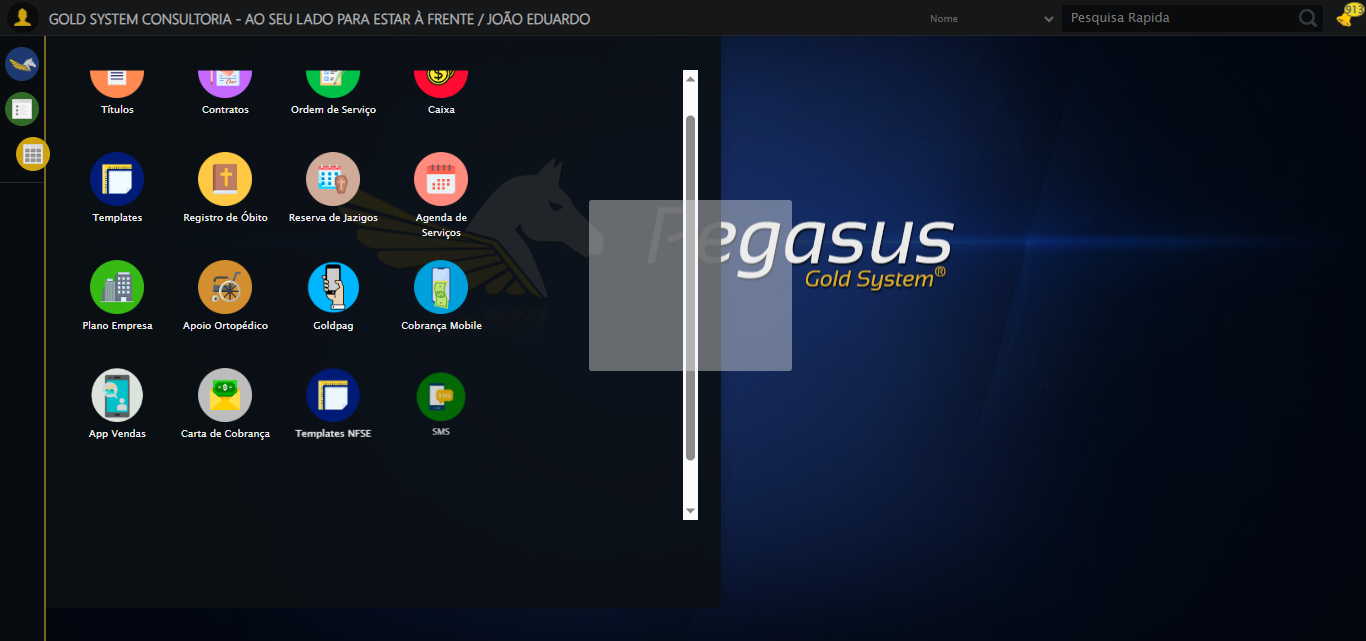 GOLD SYSTEM CONSULTORIA - AO SEU LADO PARA ESTAR À FRENTE / JOÃO EDUARDO
Nome
Pesquisa Rapida
913
Títulos
Contratos
Ordem de Serviço
Caixa
Templates
Registro de Óbito
Reserva de Jazigos
Agenda de
Serviços
Pegasus
Gold System®
Plano Empresa
Apoio Ortopédico
Goldpag
Cobrança Mobile
App Vendas
Carta de Cobrança
Templates NFSE
SMS